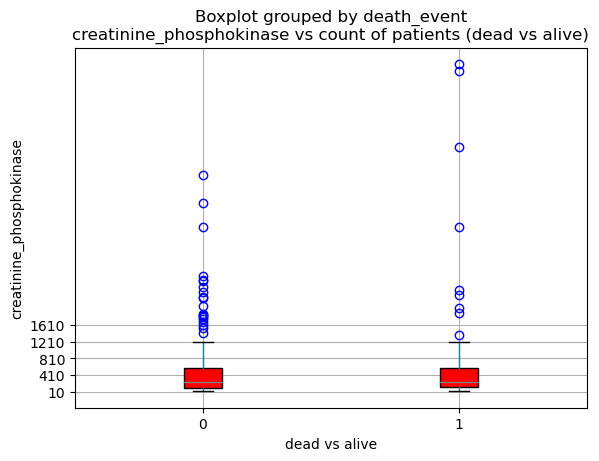 Boxplot grouped by death_event
creatinine_phosphokinase vs count of patients (dead vs alive)
creatinine_phosphokinase
1610
1210
810
410
10
0 1
dead vs alive